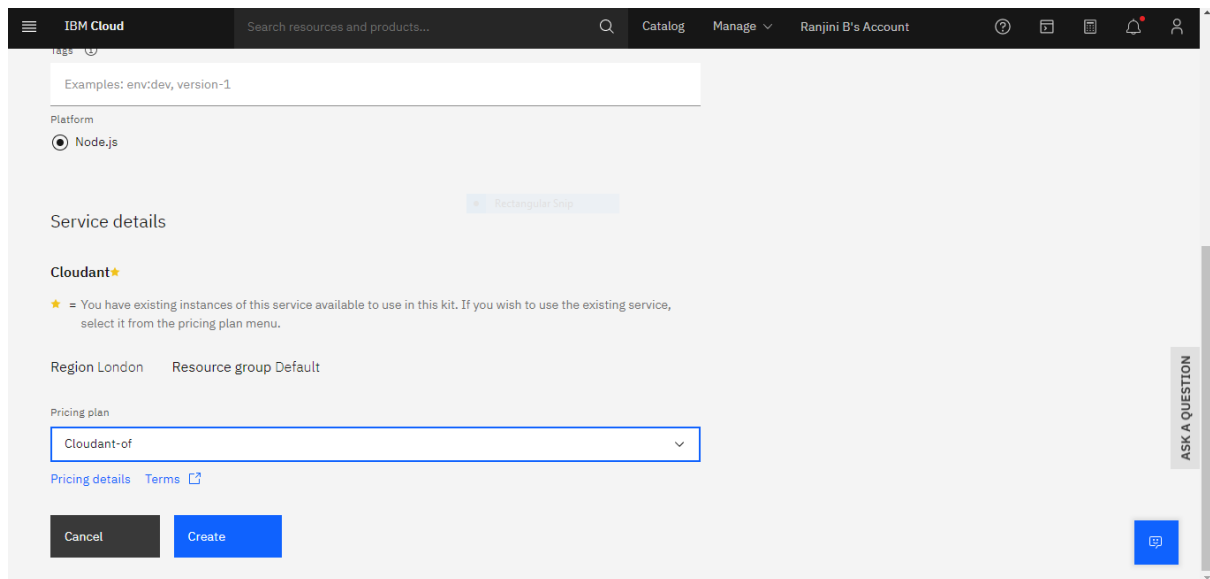 IBM Cloud
Search resources and products...
Catalog
Manage
Ranjini B's Account
Tags
Examples: env:dev, version-1
Platform
Node.js
Rectangular Snip
Service details
Cloudant
= You have existing instances of this service available to use in this kit. If you wish to use the existing service,
select it from the pricing plan menu.
Region London Resource group Default
Pricing plan
Cloudant-of
Pricing details Terms
Cancel
Create
ASK A QUESTION